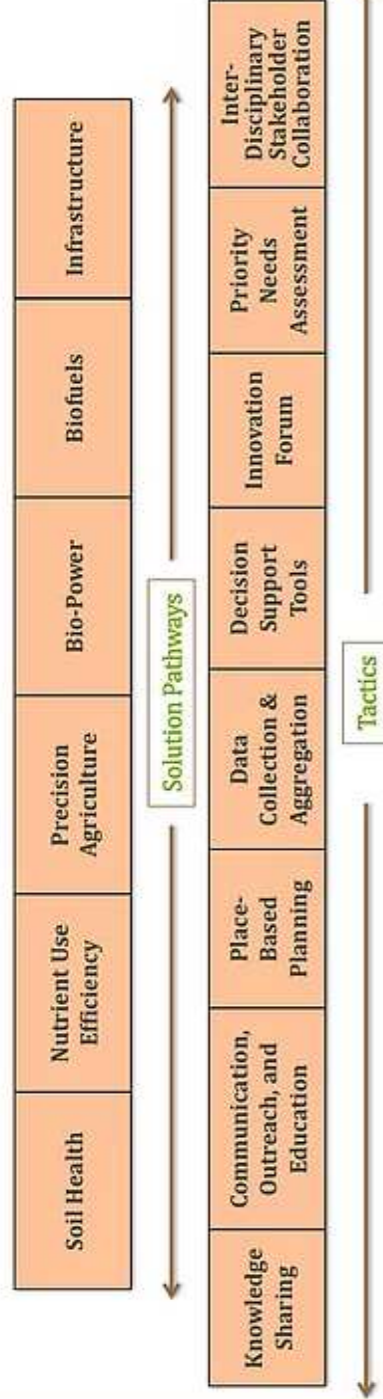 Soil Health
Nutrient Use
Efficiency
Precision
Agriculture
Bio-Power
Biofuels
Infrastructure
Solution Pathways
Knowledge
Sharing
Communication,
Outreach, and
Education
Place-
Based
Planning
Data
Collection &
Aggregation
Decision
Support
Tools
Innovation
Forum
Priority
Needs
Assessment
Inter-
Disciplinary
Stakeholder
Collaboration
Tactics